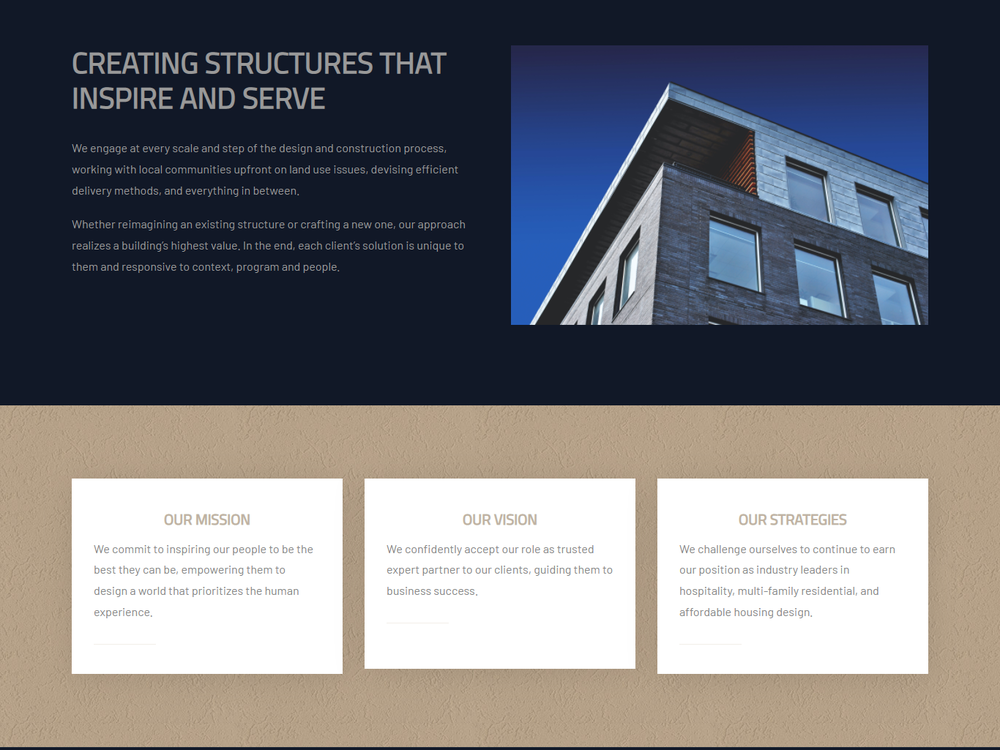 CREATING STRUCTURES THAT
INSPIRE AND SERVE
We engage at every scale and step of the design and construction process,
working with local communities upfront on land use issues, devising efficient
delivery methods, and everything in between.
Whether reimagining an existing structure or crafting a new one, our approach
realizes a building’s highest value. In the end, each client’s solution is unique to
them and responsive to context, program and people.
OUR MISSION
We commit to inspiring our people to be the
best they can be, empowering them to
design a world that prioritizes the human
experience.
OUR VISION
We confidently accept our role as trusted
expert partner to our clients, guiding them to
business success.
OUR STRATEGIES
We challenge ourselves to continue to earn
our position as industry leaders in
hospitality, multi-family residential, and
affordable housing design.